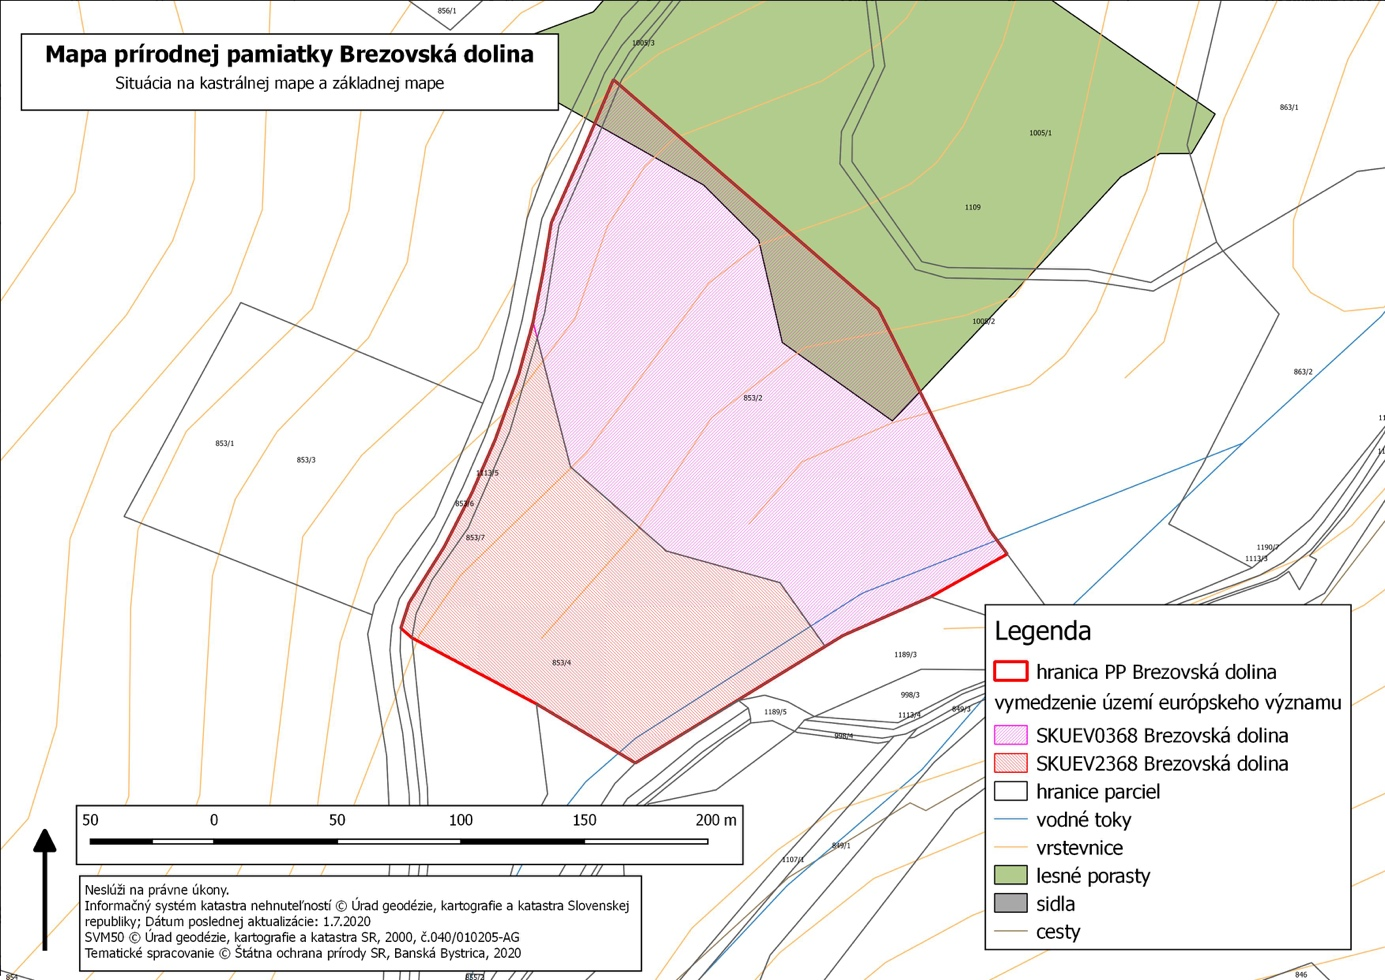 856/1
Mapa prírodnej pamiatky Brezovská dolina
Situácia na kastrálnej mape a základnej mape
1005/3
863/1
1005/1
1109
1005/2
863/2
853/2
853/1
853/3
1113/5
853/6
853/7
1190/7
1113/3
853/4
1189/3
998/3
1189/5
1113/4
849/3
998/4
849/1
1107/1
Legenda
hranica PP Brezovská dolina
vymedzenie území európskeho významu
SKUEV0368 Brezovská dolina
SKUEV2368 Brezovská dolina
hranice parciel
vodné toky
vrstevnice
lesné porasty
sidla
cesty
50 0 50 100 150 200 m
Neslúži na právne úkony.
Informačný systém katastra nehnuteľností © Úrad geodézie, kartografie a katastra Slovenskej
republiky; Dátum poslednej aktualizácie: 1.7.2020
SVM50 © Úrad geodézie, kartografie a katastra SR, 2000, č.040/010205-AG
Tematické spracovanie © Štátna ochrana prírody SR, Banská Bystrica, 2020
854
855/2
846